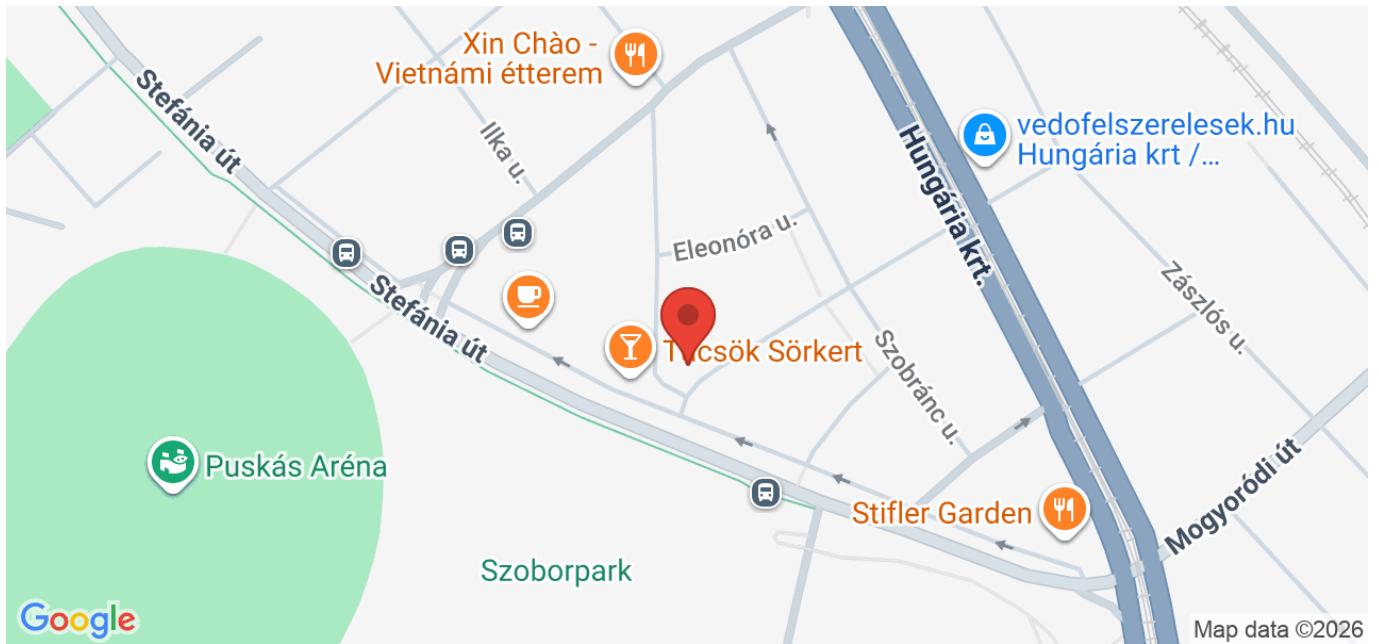 Xin Chào -
Vietnámi étterem
Stefánia út
Ilka u.
Hungária krt.
vedofelszerelesek.hu
Hungária krt /...
Eleonóra u.
Zászlós u.
Stefánia út
Sörkert
Szobránc u.
Puskás Aréna
Mogyoródi út
Stifler Garden
Szoborpark
Google
Map data ©2026